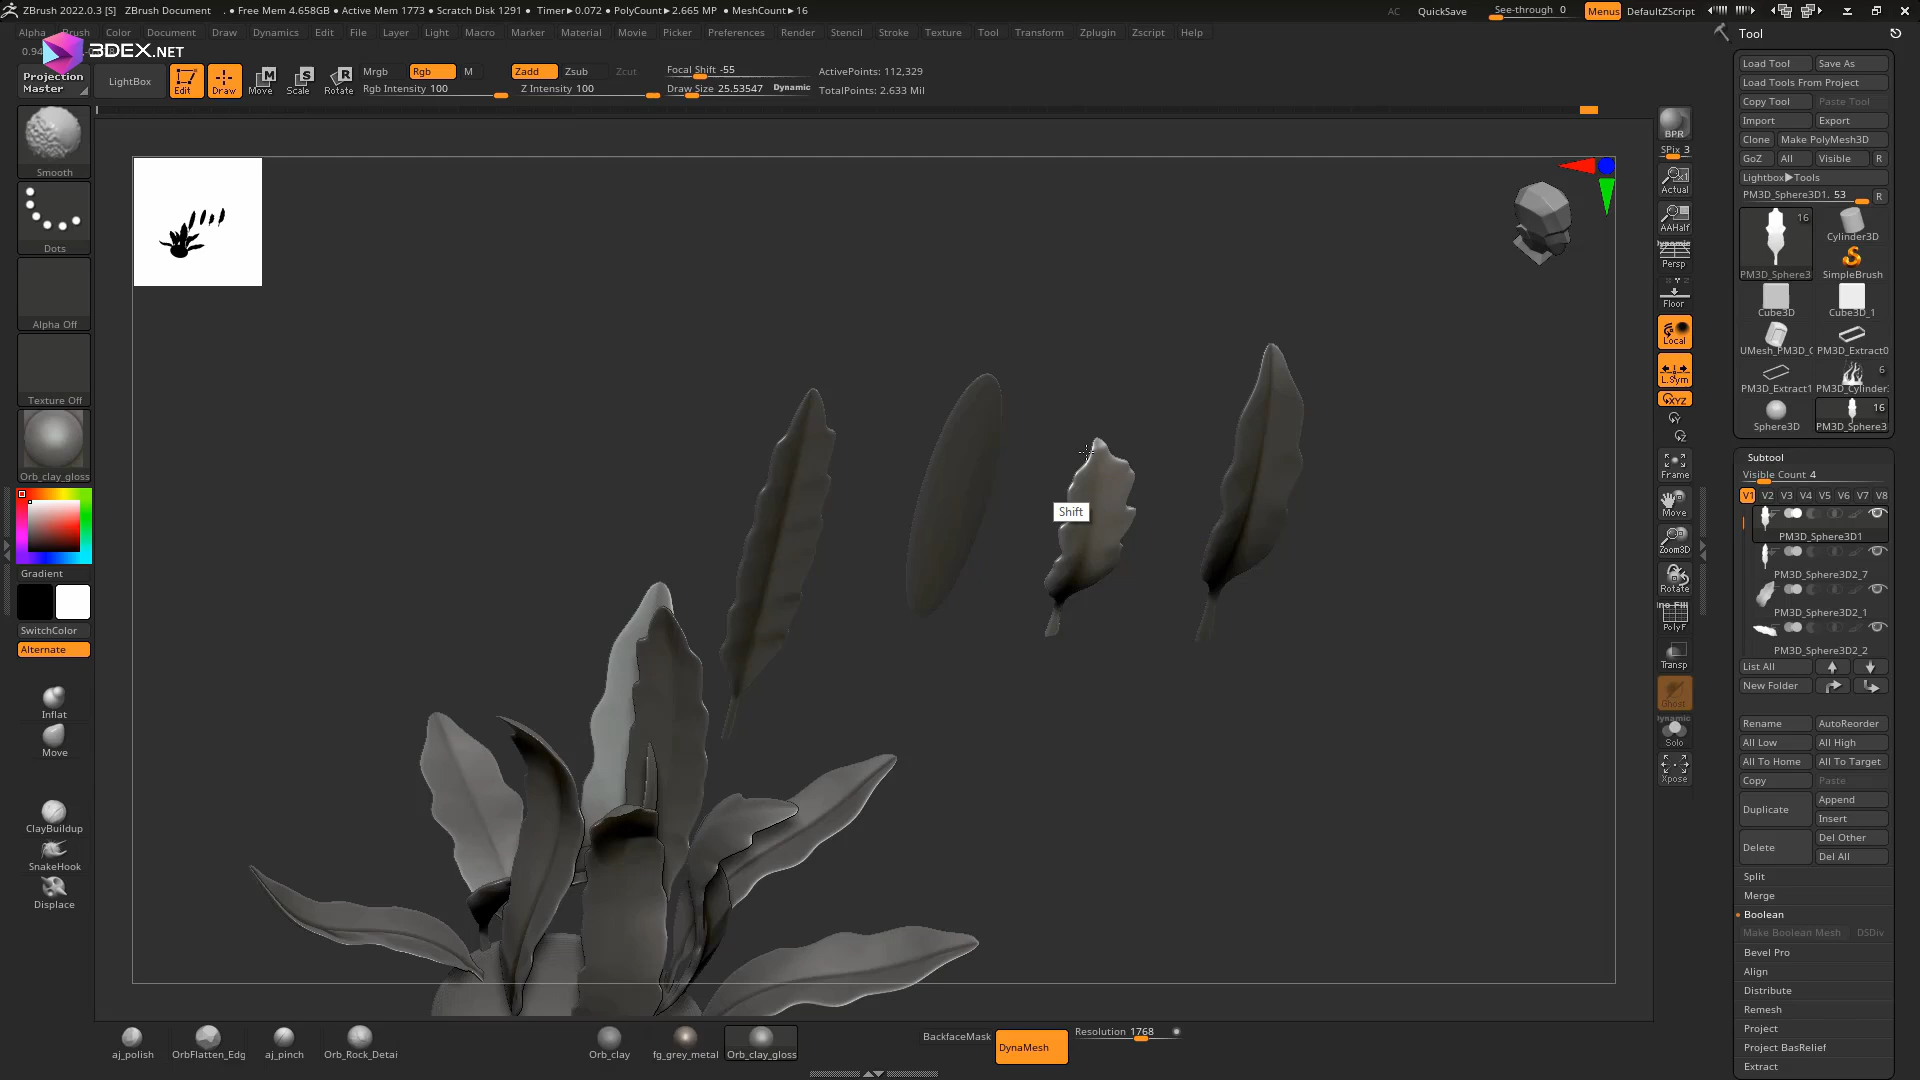 ZBrush 2022.0.3 [S] ZBrush Document . • Free Mem 4.658GB • Active Mem 1773 • Scratch Disk 1291 • Timer▸0.072 • PolyCount▸2.665 MP • MeshCount▸16 AC QuickSave See-through 0 Menus DefaultZScript
Alpha Brush Color Document Draw Dynamics Edit File Layer Light Macro Marker Material Movie Picker Preferences Render Stencil Stroke Texture Tool Transform Zplugin Zscript Help
3DEX.NET
Projection Master
LightBox
Edit
Draw
Move
Scale
Rotate
Mrgb Rgb M
Rgb Intensity 100
Zadd Zsub Zcut
Z Intensity 100
Focal Shift -55
Draw Size 25.53547 Dynamic
ActivePoints: 112,329
TotalPoints: 2.633 Mil
Smooth
Dots
Alpha Off
Texture Off
Orb_clay_gloss
Gradient
SwitchColor
Alternate
Inflat
Move
ClayBuildup
SnakeHook
Displace
Shift
BPR
SPix 3
Actual
AAHalf
Dynamic
Persp
Floor
Local
L.Sym
XYZ
Y
Z
Frame
Move
Zoom3D
Rotate
PolyF
Transp
Ghost
Dynamic
Solo
Xpose
Tool
Load Tool Save As
Load Tools From Project
Copy Tool Paste Tool
Import Export
Clone Make PolyMesh3D
GoZ All Visible R
Lightbox▸Tools
PM3D_Sphere3D1. 53 R
16
PM3D_Sphere3 Cylinder3D
SimpleBrush
Cube3D Cube3D_1
UMesh_PM3D_C PM3D_Extract0
6
PM3D_Extract1 PM3D_Cylinder
16
Sphere3D PM3D_Sphere3
Subtool
Visible Count 4
V1 V2 V3 V4 V5 V6 V7 V8
PM3D_Sphere3D1
PM3D_Sphere3D2_7
PM3D_Sphere3D2_1
PM3D_Sphere3D2_2
List All
New Folder
Rename AutoReorder
All Low All High
All To Home All To Target
Copy Paste
Duplicate Append
Insert
Delete Del Other
Del All
Split
Merge
Boolean
Make Boolean Mesh DSDiv
Bevel Pro
Align
Distribute
Remesh
Project
Project BasRelief
Extract
aj_polish OrbFlatten_Edg aj_pinch Orb_Rock_Detai Orb_clay fg_grey_metal Orb_clay_gloss
BackfaceMask DynaMesh Resolution 1768